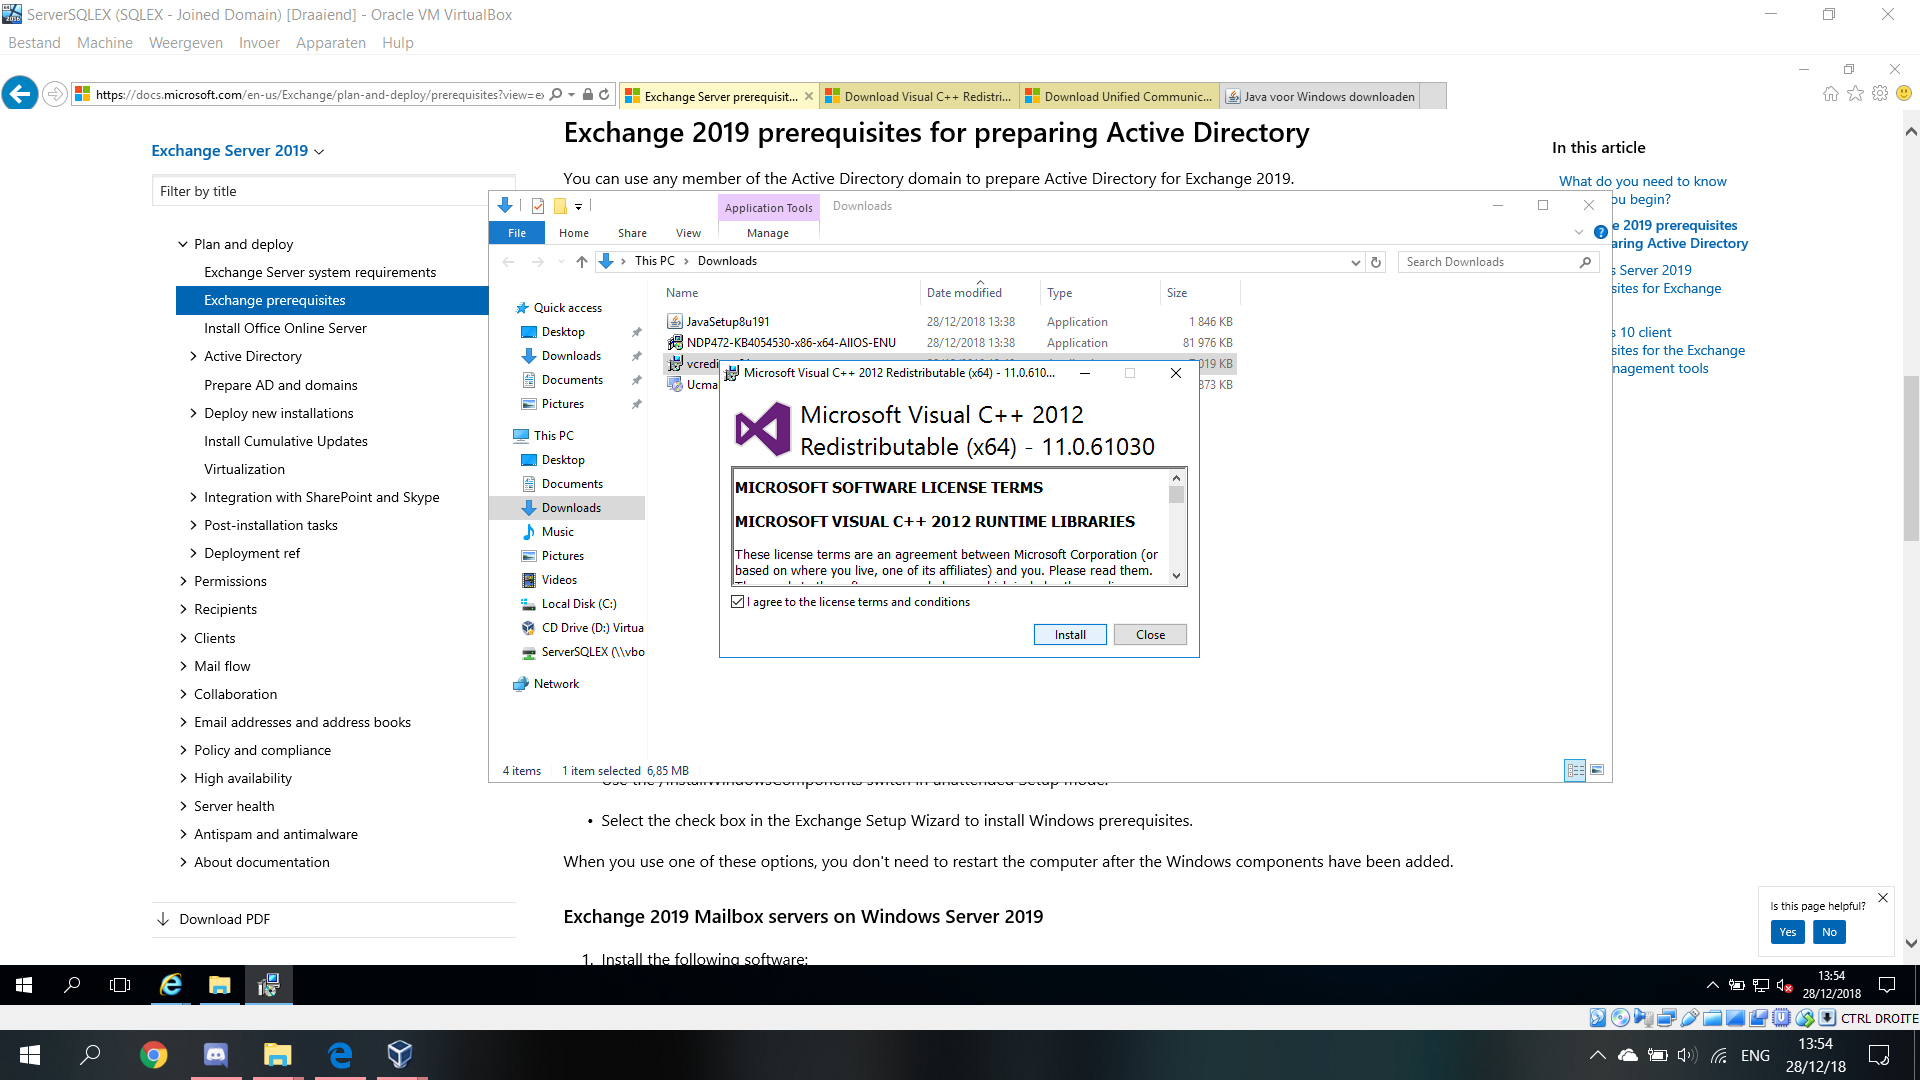 ServerSQLEX (SQLEX - Joined Domain) [Draaiend] - Oracle VM VirtualBox
Bestand Machine Weergeven Invoer Apparaten Hulp
https://docs.microsoft.com/en-us/Exchange/plan-and-deploy/prerequisites?view=e
Exchange Server prerequisit...
Download Visual C++ Redistri...
Download Unified Communic...
Java voor Windows downloaden
Exchange Server 2019
Filter by title
Plan and deploy
Exchange Server system requirements
Exchange prerequisites
Install Office Online Server
Active Directory
Prepare AD and domains
Deploy new installations
Install Cumulative Updates
Virtualization
Integration with SharePoint and Skype
Post-installation tasks
Deployment ref
Permissions
Recipients
Clients
Mail flow
Collaboration
Email addresses and address books
Policy and compliance
High availability
Server health
Antispam and antimalware
About documentation
Download PDF
Exchange 2019 prerequisites for preparing Active Directory
You can use any member of the Active Directory domain to prepare Active Directory for Exchange 2019.
In this article
What do you need to know
ou begin?
e 2019 prerequisites
aring Active Directory
s Server 2019
sites for Exchange
s 10 client
sites for the Exchange
nagement tools
Application Tools
Downloads
File Home Share View Manage
This PC > Downloads
Search Downloads
Name Date modified Type Size
JavaSetup8u191 28/12/2018 13:38 Application 1 846 KB
NDP472-KB4054530-x86-x64-AllOS-ENU 28/12/2018 13:38 Application 81 976 KB
vcredi 019 KB
Ucma 373 KB
Quick access
Desktop
Downloads
Documents
Pictures
This PC
Desktop
Documents
Downloads
Music
Pictures
Videos
Local Disk (C:)
CD Drive (D:) Virtua
ServerSQLEX (\\vbo
Network
4 items 1 item selected 6,85 MB
Microsoft Visual C++ 2012 Redistributable (x64) - 11.0.610...
Microsoft Visual C++ 2012
Redistributable (x64) - 11.0.61030
MICROSOFT SOFTWARE LICENSE TERMS
MICROSOFT VISUAL C++ 2012 RUNTIME LIBRARIES
These license terms are an agreement between Microsoft Corporation (or
based on where you live, one of its affiliates) and you. Please read them.
I agree to the license terms and conditions
Install Close
Use the /InstallWindowsComponents switch in unattended Setup mode.
• Select the check box in the Exchange Setup Wizard to install Windows prerequisites.
When you use one of these options, you don't need to restart the computer after the Windows components have been added.
Exchange 2019 Mailbox servers on Windows Server 2019
1. Install the following software:
Is this page helpful?
Yes No
13:54
28/12/2018
CTRL DROITE
ENG
13:54
28/12/18